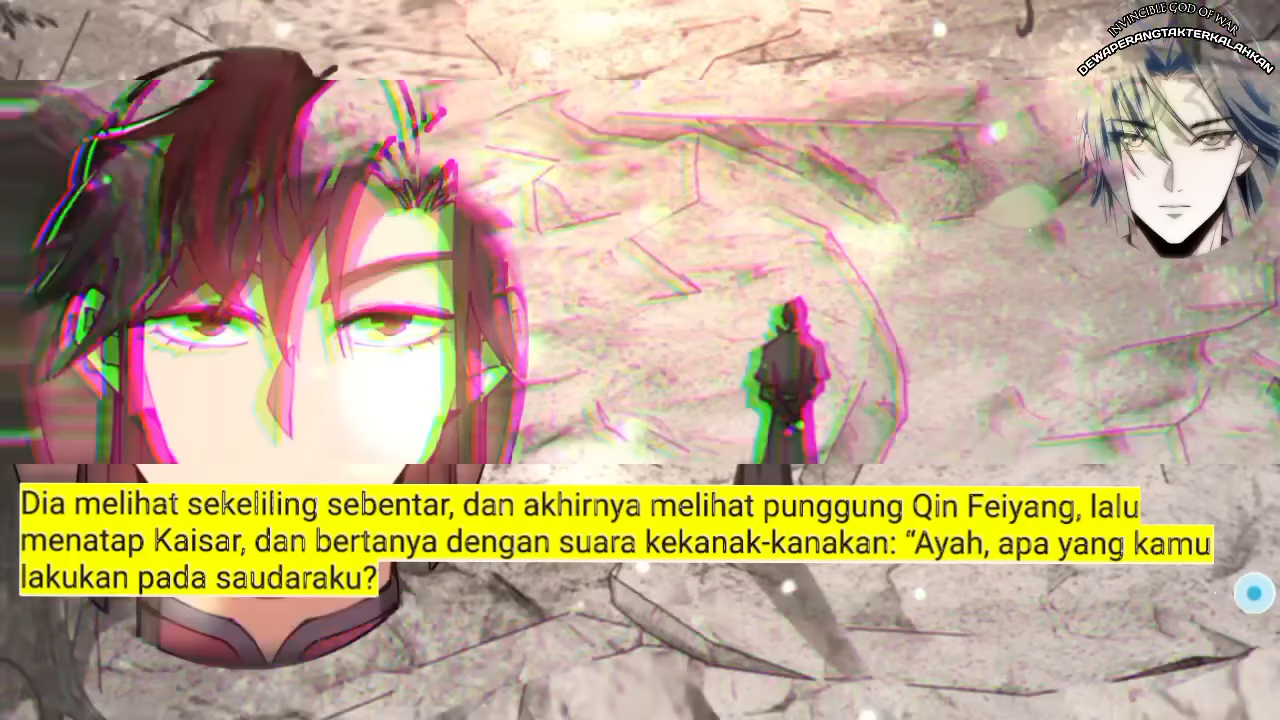 INVINCIBLE GOD OF WAR
DEWAPERANGTAKTERKALAHKAN
Dia melihat sekeliling sebentar, dan akhirnya melihat punggung Qin Feiyang, lalu
menatap Kaisar, dan bertanya dengan suara kekanak-kanakan: “Ayah, apa yang kamu
lakukan pada saudaraku?